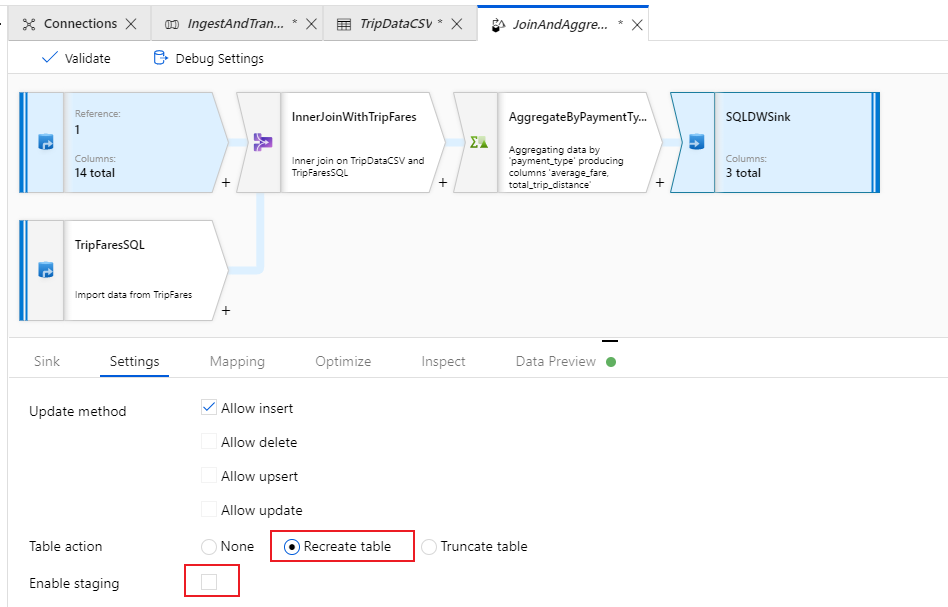 Connections
IngestAndTran... *
TripDataCSV *
JoinAndAggre... *
Validate
Debug Settings
Reference:
1
Columns:
14 total
InnerJoinWithTripFares
Inner join on TripDataCSV and
TripFaresSQL
AggregateByPaymentTy...
Aggregating data by
'payment_type' producing
columns 'average_fare,
total_trip_distance'
SQLDWSink
Columns:
3 total
+
+
+
TripFaresSQL
Import data from TripFares
+
Sink
Settings
Mapping
Optimize
Inspect
Data Preview
Update method
Allow insert
Allow delete
Allow upsert
Allow update
Table action
None
Recreate table
Truncate table
Enable staging